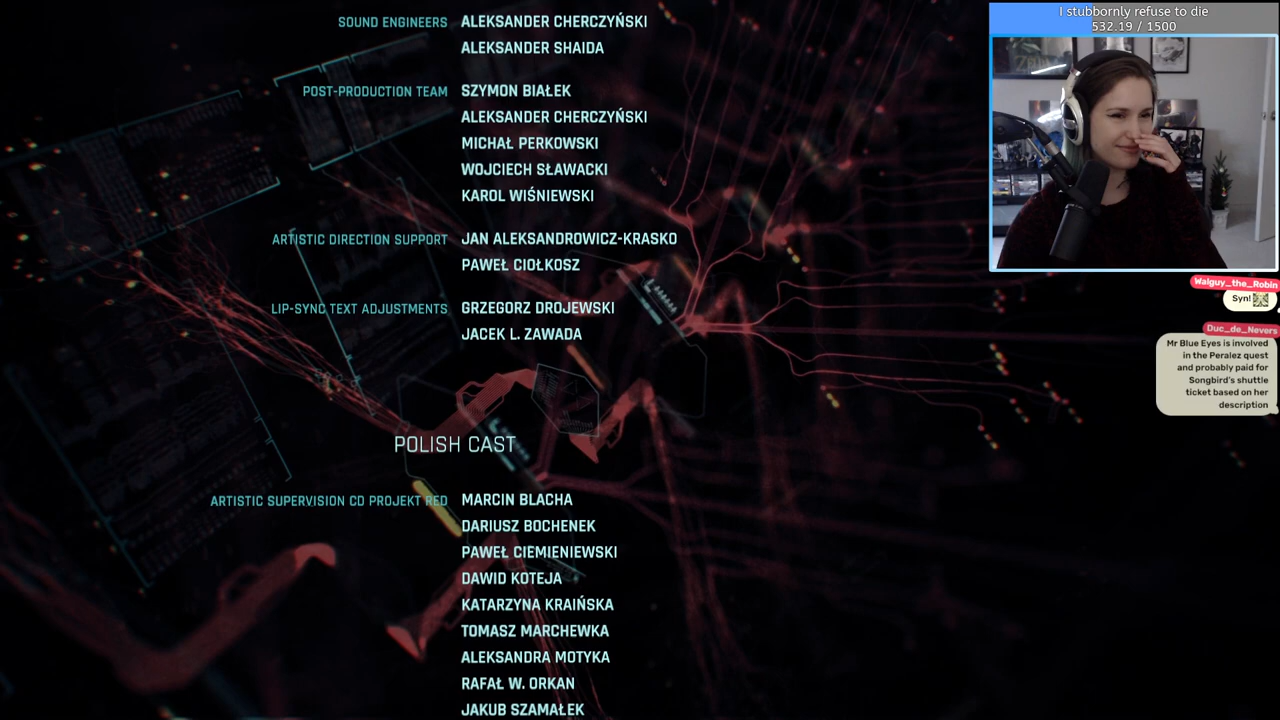 SOUND ENGINEERS ALEKSANDER CHERCZYŃSKI
ALEKSANDER SHAIDA
POST-PRODUCTION TEAM SZYMON BIAŁEK
ALEKSANDER CHERCZYŃSKI
MICHAŁ PERKOWSKI
WOJCIECH SŁAWACKI
KAROL WIŚNIEWSKI
ARTISTIC DIRECTION SUPPORT JAN ALEKSANDROWICZ-KRASKO
PAWEŁ CIOŁKOSZ
LIP-SYNC TEXT ADJUSTMENTS GRZEGORZ DROJEWSKI
JACEK L. ZAWADA
POLISH CAST
ARTISTIC SUPERVISION CD PROJEKT RED MARCIN BLACHA
DARIUSZ BOCHENEK
PAWEŁ CIEMIENIEWSKI
DAWID KOTEJA
KATARZYNA KRAIŃSKA
TOMASZ MARCHEWKA
ALEKSANDRA MOTYKA
RAFAŁ W. ORKAN
JAKUB SZAMAŁEK
I stubbornly refuse to die
532.19 / 1500
Walguy_the_Robin
Syn!
Duc_de_Nevers
Mr Blue Eyes is involved
in the Peralez quest
and probably paid for
Songbird's shuttle
ticket based on her
description